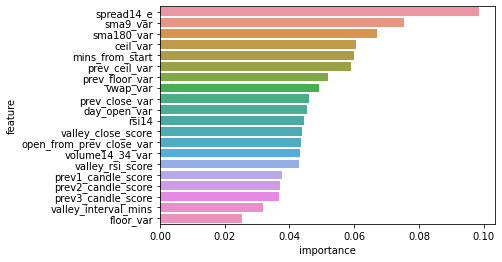 spread14_e
sma9_var
sma180_var
ceil_var
mins_from_start
prev_ceil_var
prev_floor_var
vwap_var
prev_close_var
day_open_var
rsi14
valley_close_score
open_from_prev_close_var
volume14_34_var
valley_rsi_score
prev1_candle_score
prev2_candle_score
prev3_candle_score
valley_interval_mins
floor_var
feature
0.00 0.02 0.04 0.06 0.08 0.10
importance